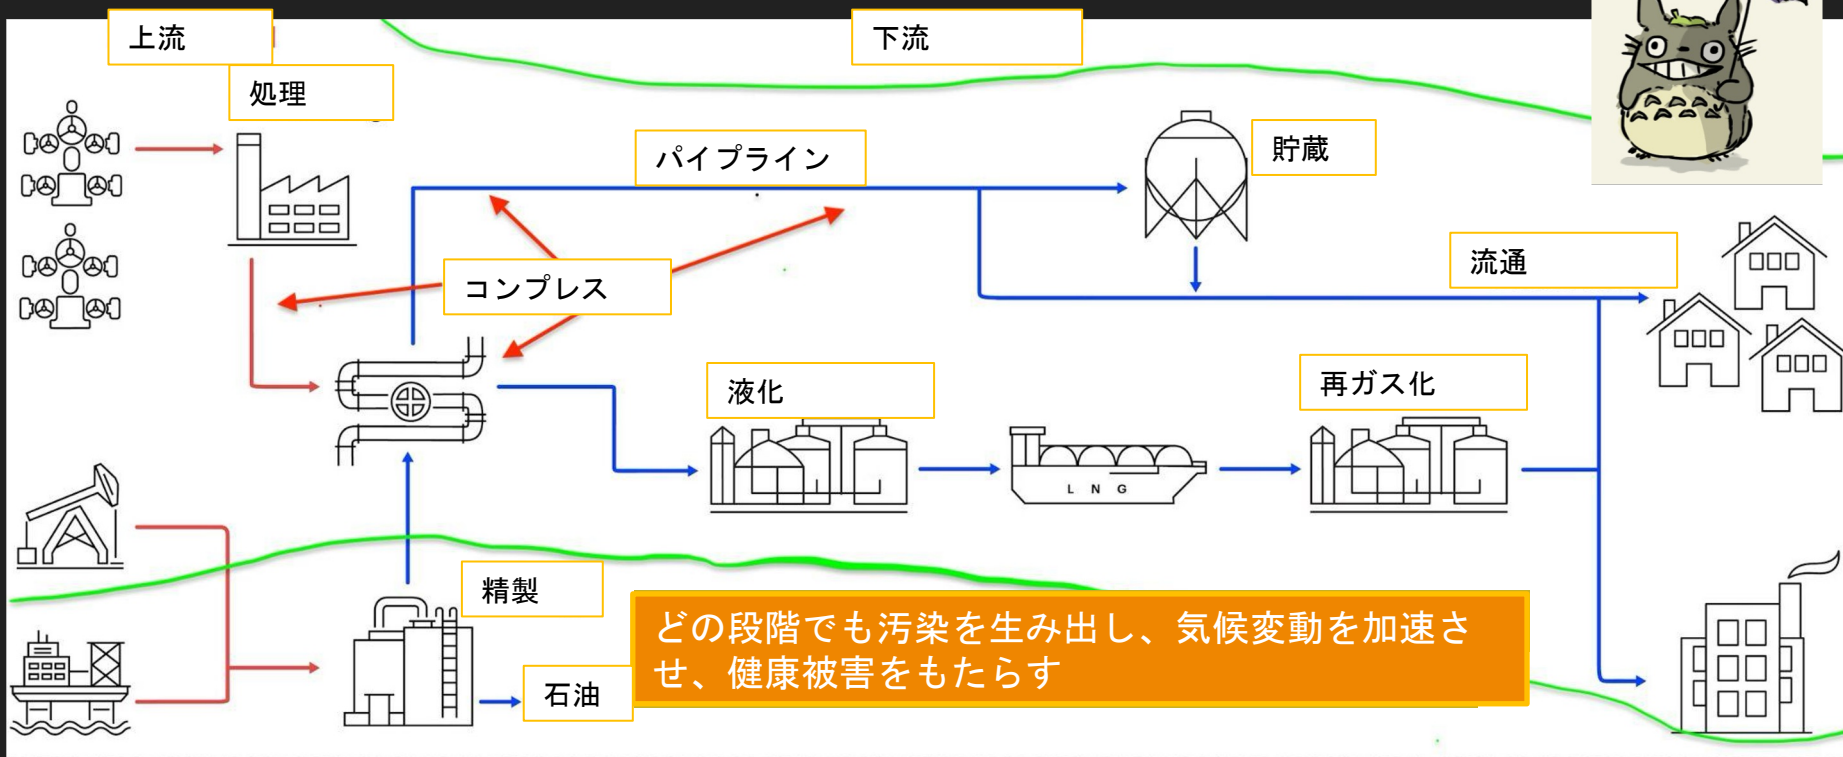 上流
下流
処理
パイプライン
貯蔵
流通
コンプレス
液化
再ガス化
LNG
精製
どの段階でも汚染を生み出し、気候変動を加速さ
せ、健康被害をもたらす
石油